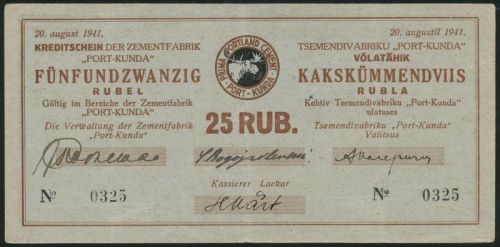 20. august 1941.
KREDITSCHEIN DER ZEMENTFABRIK
„PORT-KUNDA"
FÜNFUNDZWANZIG
RUBEL
Gültig im Bereiche der Zementfabrik
„PORT-KUNDA"
Die Verwaltung der Zementfabrik
„Port-Kunda"
PRIMA PORTLAND CEMENT
PORT-KUNDA
25 RUB.
20. augustil 1941.
TSEMENDIVABRIKU „PORT-KUNDA"
VÕLATÄHIK
KAKSKÜMMENDVIIS
RUBLA
Kehtiv Tsemendivabriku „Port-Kunda"
ulatuses
Tsemendivabriku „Port-Kunda"
Valitsus
Kassierer Laekur
No 0325
No 0325